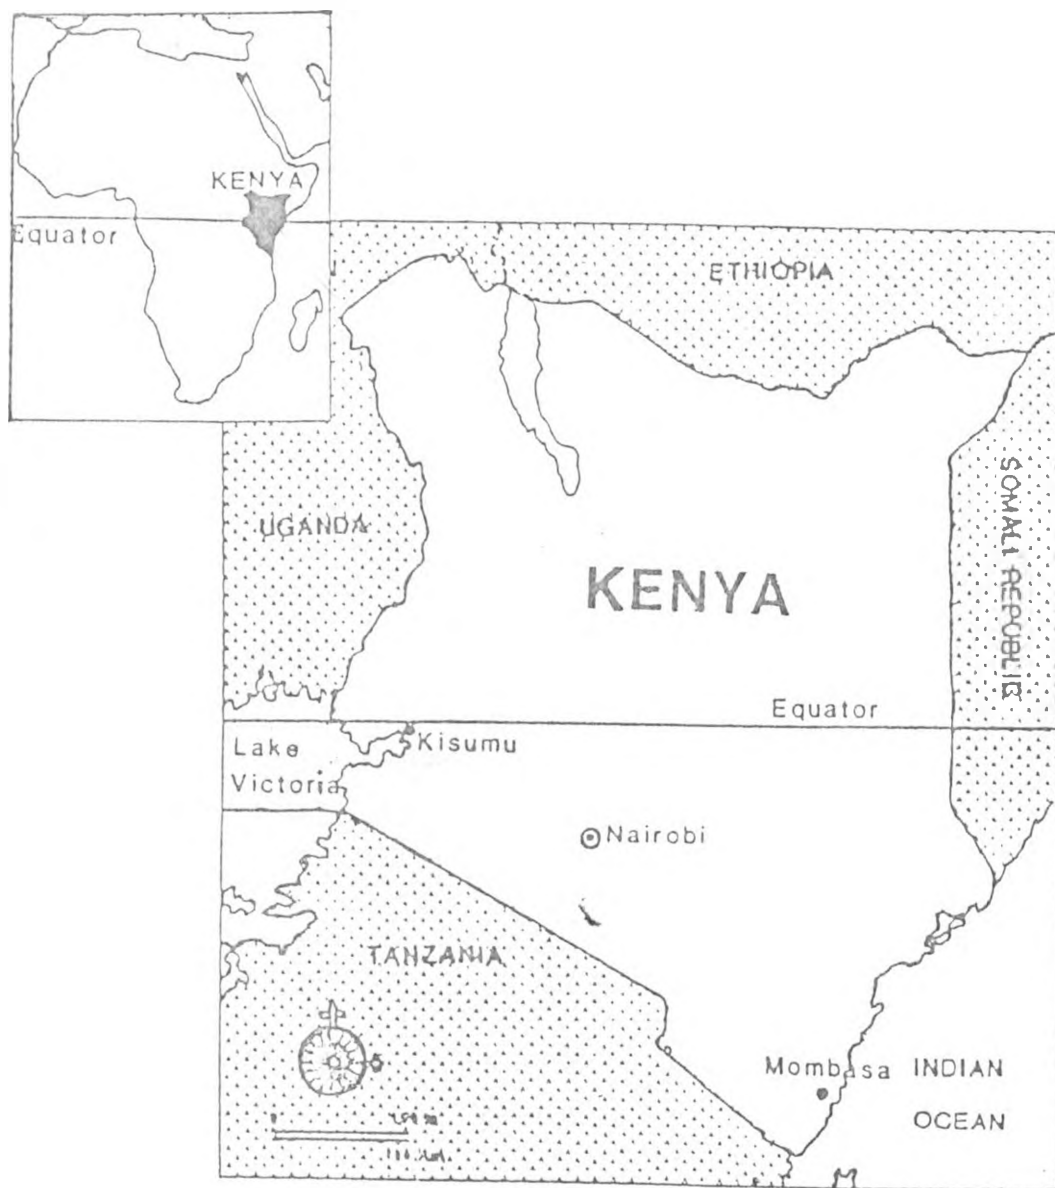 KENYA
Equator
ETHIOPIA
UGANDA
SOMALI REPUBLIC
KENYA
Equator
Kisumu
Lake
Victoria
Nairobi
TANZANIA
Mombasa
INDIAN
OCEAN